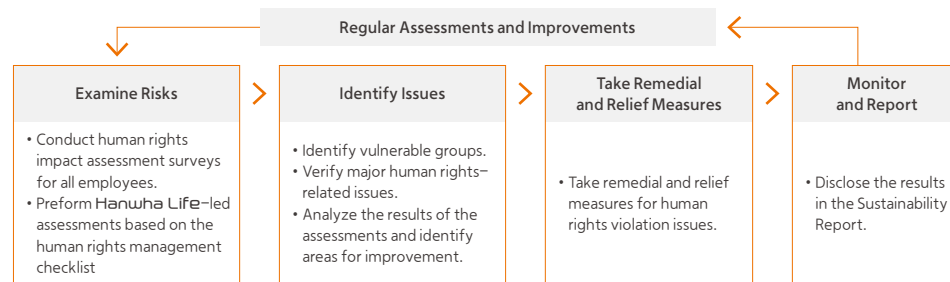 Regular Assessments and Improvements
Examine Risks
• Conduct human rights
impact assessment surveys
for all employees.
• Preform Hanwha Life–led
assessments based on the
human rights management
checklist
Identify Issues
• Identify vulnerable groups.
• Verify major human rights–
related issues.
• Analyze the results of the
assessments and identify
areas for improvement.
Take Remedial
and Relief Measures
• Take remedial and relief
measures for human
rights violation issues.
Monitor
and Report
• Disclose the results
in the Sustainability
Report.